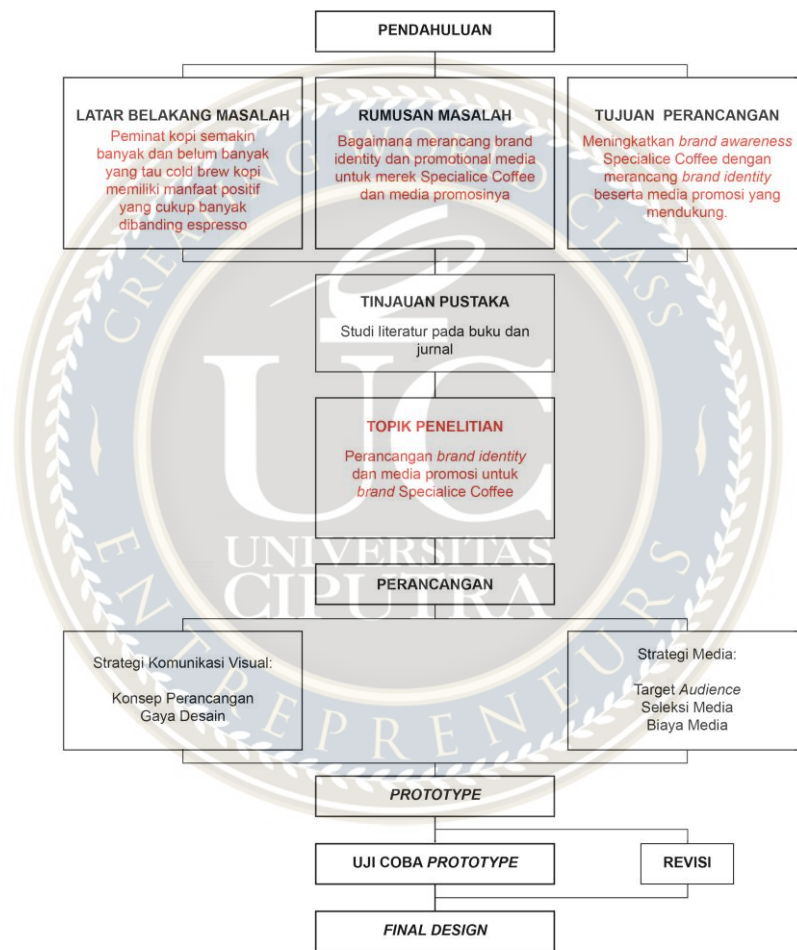 PENDAHULUAN
LATAR BELAKANG MASALAH
Peminat kopi semakin
banyak dan belum banyak
yang tau cold brew kopi
memiliki manfaat positif
yang cukup banyak
dibanding espresso
RUMUSAN MASALAH
Bagaimana merancang brand
identity dan promotional media
untuk merek Specialice Coffee
dan media promosinya
TUJUAN PERANCANGAN
Meningkatkan brand awareness
Specialice Coffee dengan
merancang brand identity
beserta media promosi yang
mendukung.
TINJAUAN PUSTAKA
Studi literatur pada buku dan
jurnal
TOPIK PENELITIAN
Perancangan brand identity
dan media promosi untuk
brand Specialice Coffee
PERANCANGAN
Strategi Komunikasi Visual:
Konsep Perancangan
Gaya Desain
Strategi Media:
Target Audience
Seleksi Media
Biaya Media
PROTOTYPE
UJI COBA PROTOTYPE
REVISI
FINAL DESIGN
CREATING WORLD CLASS
UC
UNIVERSITAS
CIPUTRA
ENTREPRENEURS